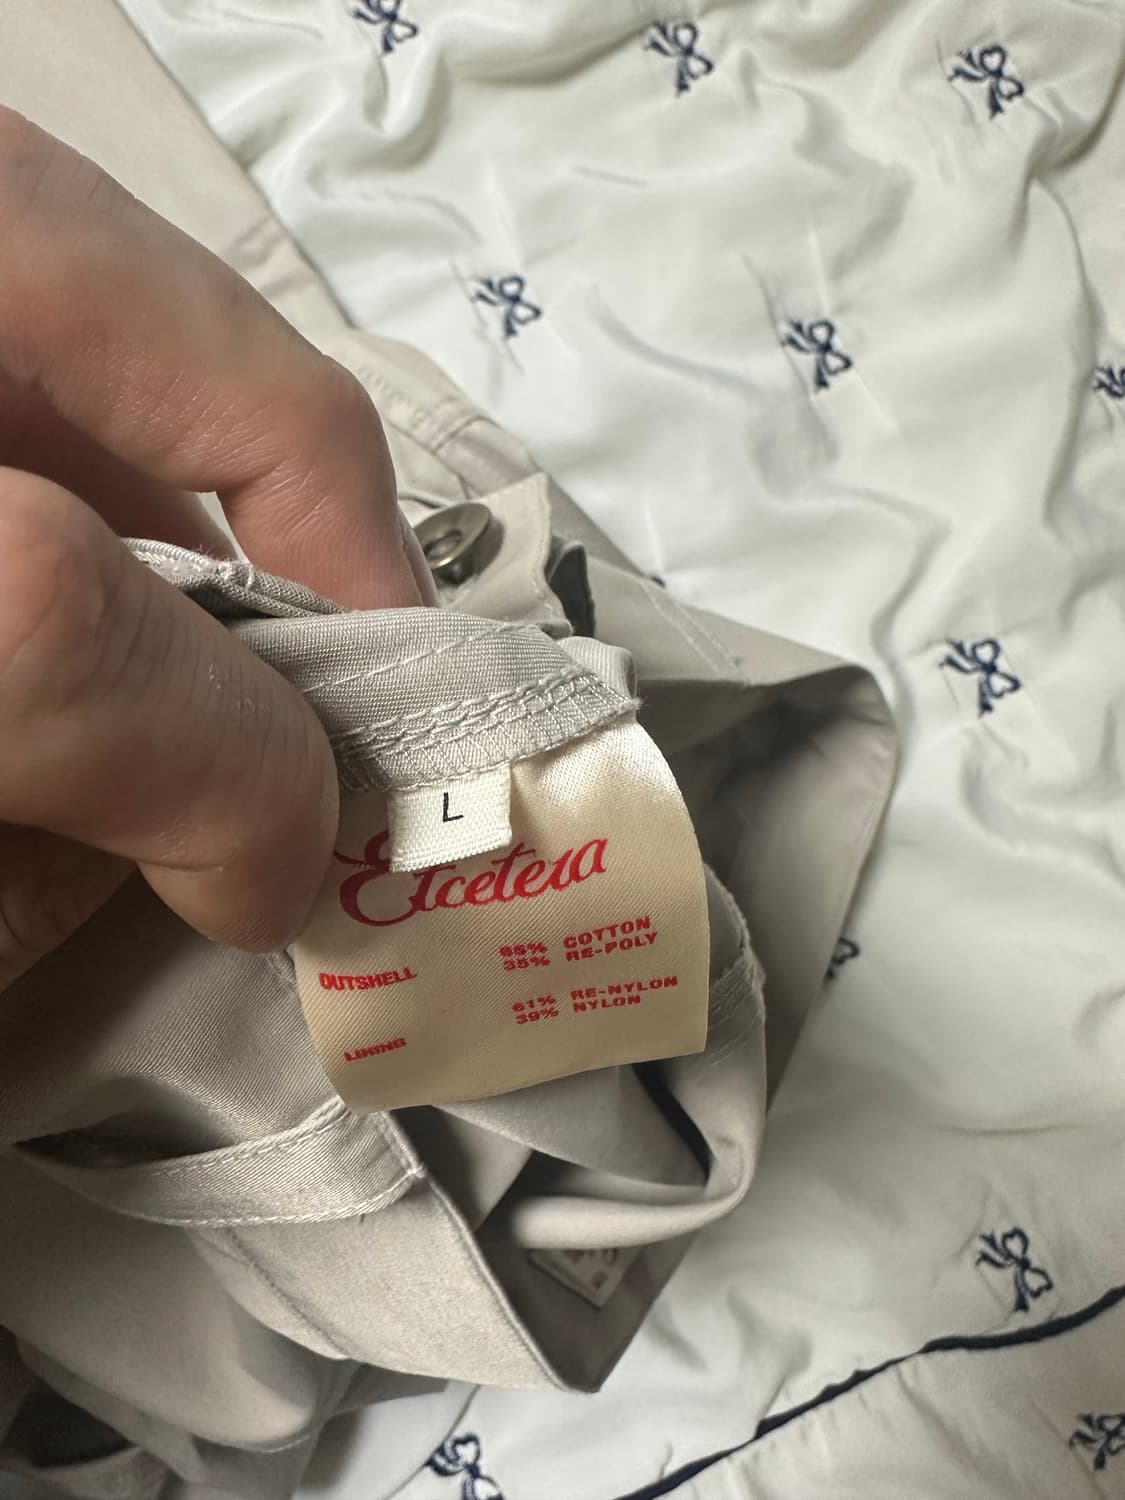 L
Etcetera
65% COTTON
OUTSHELL 35% RE-POLY
61% RE-NYLON
39% NYLON
LINING